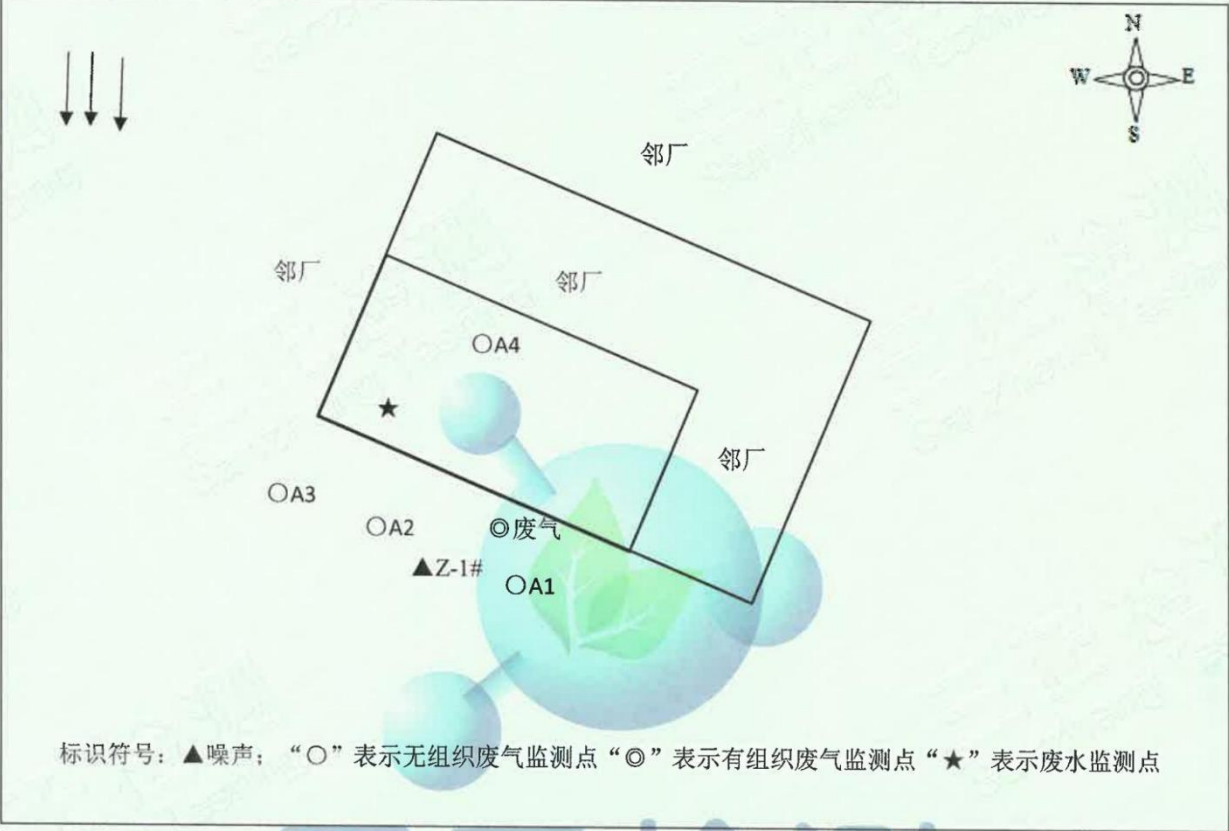 N
W E
S
邻厂
邻厂
邻厂
○A4
★
邻厂
○A3
○A2
◎废气
▲Z-1#
○A1
标识符号：▲噪声；“○”表示无组织废气监测点“◎”表示有组织废气监测点“★”表示废水监测点